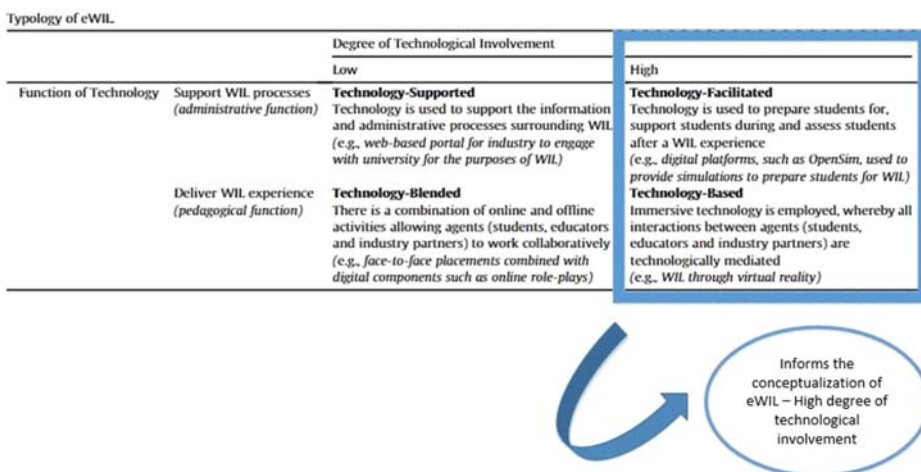 Typology of eWIL
Degree of Technological Involvement
Low High
Function of Technology Support WIL processes Technology-Supported Technology-Facilitated
(administrative function) Technology is used to support the information Technology is used to prepare students for,
and administrative processes surrounding WIL support students during and assess students
(e.g., web-based portal for industry to engage after a WIL experience
with university for the purposes of WIL) (e.g., digital platforms, such as OpenSim, used to
provide simulations to prepare students for WIL)
Deliver WIL experience Technology-Blended Technology-Based
(pedagogical function) There is a combination of online and offline Immersive technology is employed, whereby all
activities allowing agents (students, educators interactions between agents (students,
and industry partners) to work collaboratively educators and industry partners) are
(e.g., face-to-face placements combined with technologically mediated
digital components such as online role-plays) (e.g., WIL through virtual reality)
Informs the
conceptualization of
eWIL – High degree of
technological
involvement